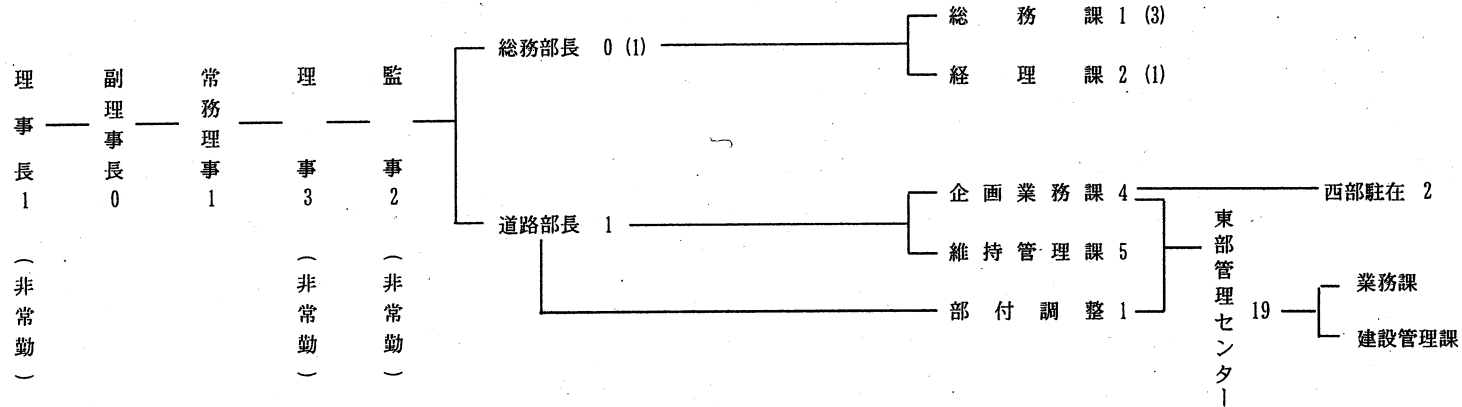 理事長 1 (非常勤)
副理事長 0
常務理事 1
理事 3 (非常勤)
監事 2 (非常勤)
総務部長 0 (1)
総務課 1 (3)
経理課 2 (1)
道路部長 1
企画業務課 4
西部駐在 2
維持管理課 5
部付調整 1
東部管理センター 19
業務課
建設管理課